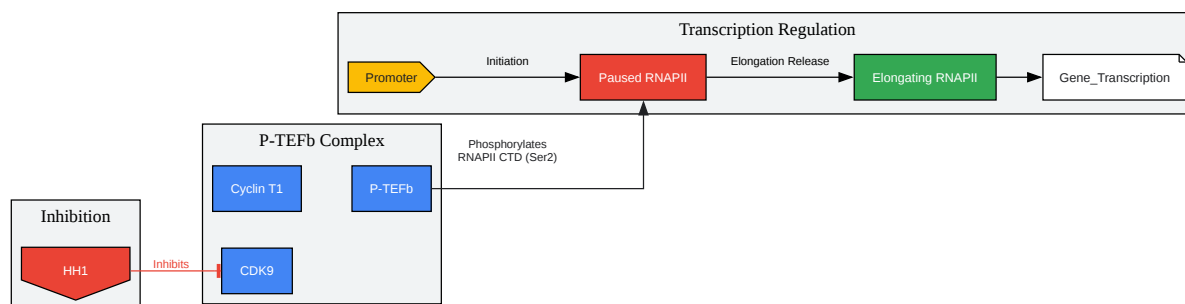 Transcription Regulation
Promoter
Initiation
Paused RNAPII
Elongation Release
Elongating RNAPII
Gene_Transcription
P-TEFb Complex
Phosphorylates
RNAPII CTD (Ser2)
Cyclin T1
P-TEFb
Inhibition
HH1
Inhibits
CDK9